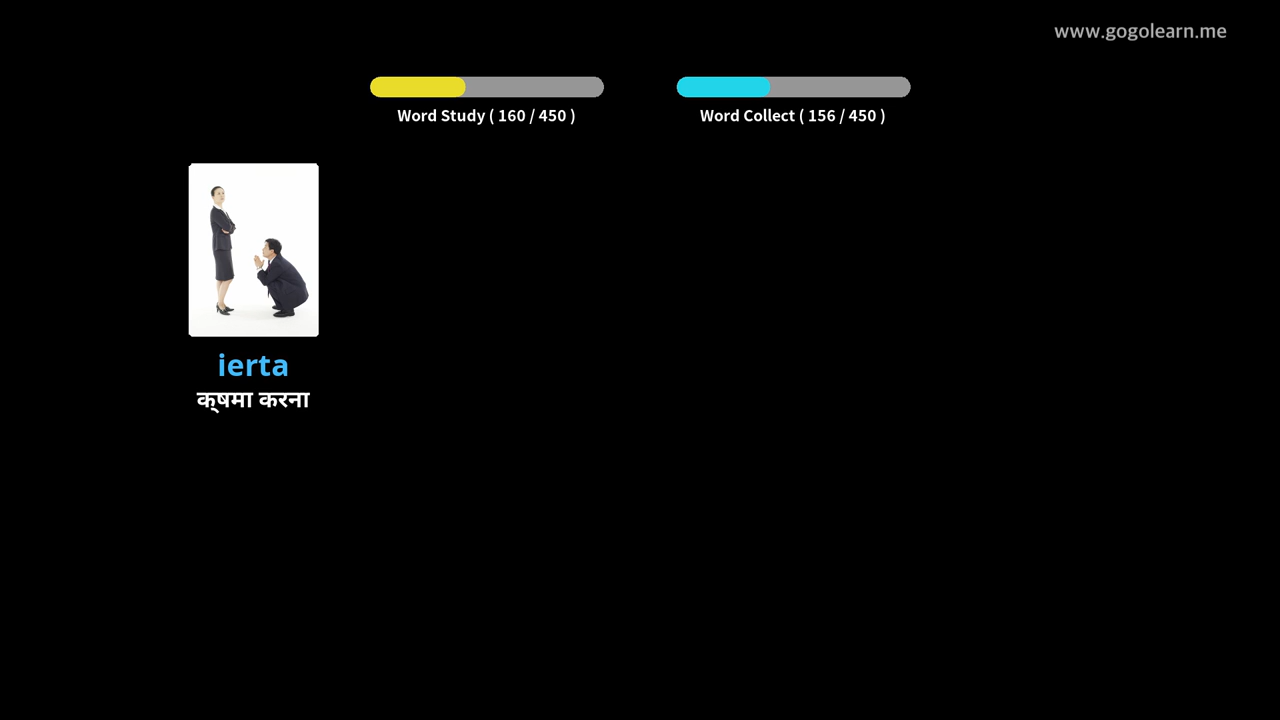 www.gogolearn.me
Word Study ( 160 / 450 )
Word Collect ( 156 / 450 )
ierta
क्षमा करना